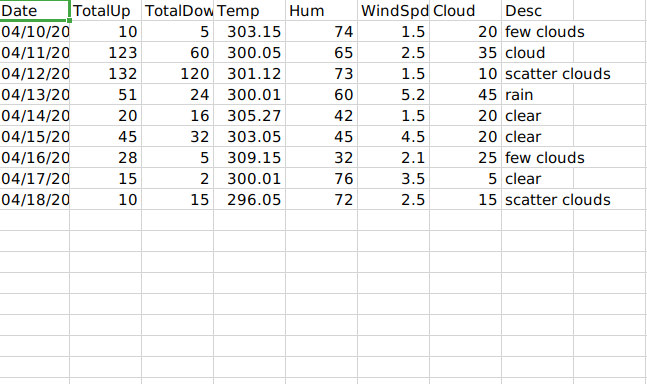 Date TotalUp TotalDow Temp Hum WindSpd Cloud Desc
04/10/20 10 5 303.15 74 1.5 20 few clouds
04/11/20 123 60 300.05 65 2.5 35 cloud
04/12/20 132 120 301.12 73 1.5 10 scatter clouds
04/13/20 51 24 300.01 60 5.2 45 rain
04/14/20 20 16 305.27 42 1.5 20 clear
04/15/20 45 32 303.05 45 4.5 20 clear
04/16/20 28 5 309.15 32 2.1 25 few clouds
04/17/20 15 2 300.01 76 3.5 5 clear
04/18/20 10 15 296.05 72 2.5 15 scatter clouds